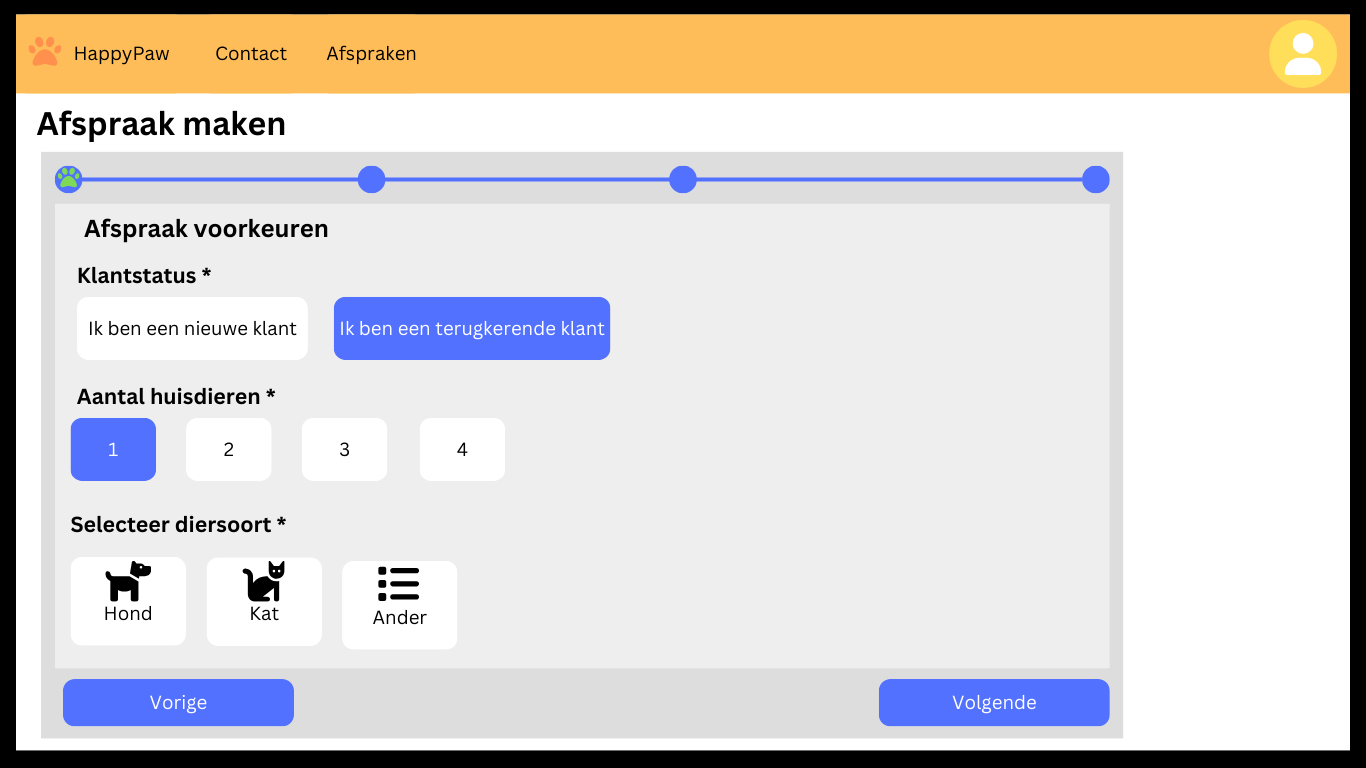 HappyPaw
Contact
Afspraken
Afspraak maken
Afspraak voorkeuren
Klantstatus *
Ik ben een nieuwe klant
Ik ben een terugkerende klant
Aantal huisdieren *
1
2
3
4
Selecteer diersoort *
Hond
Kat
Ander
Vorige
Volgende